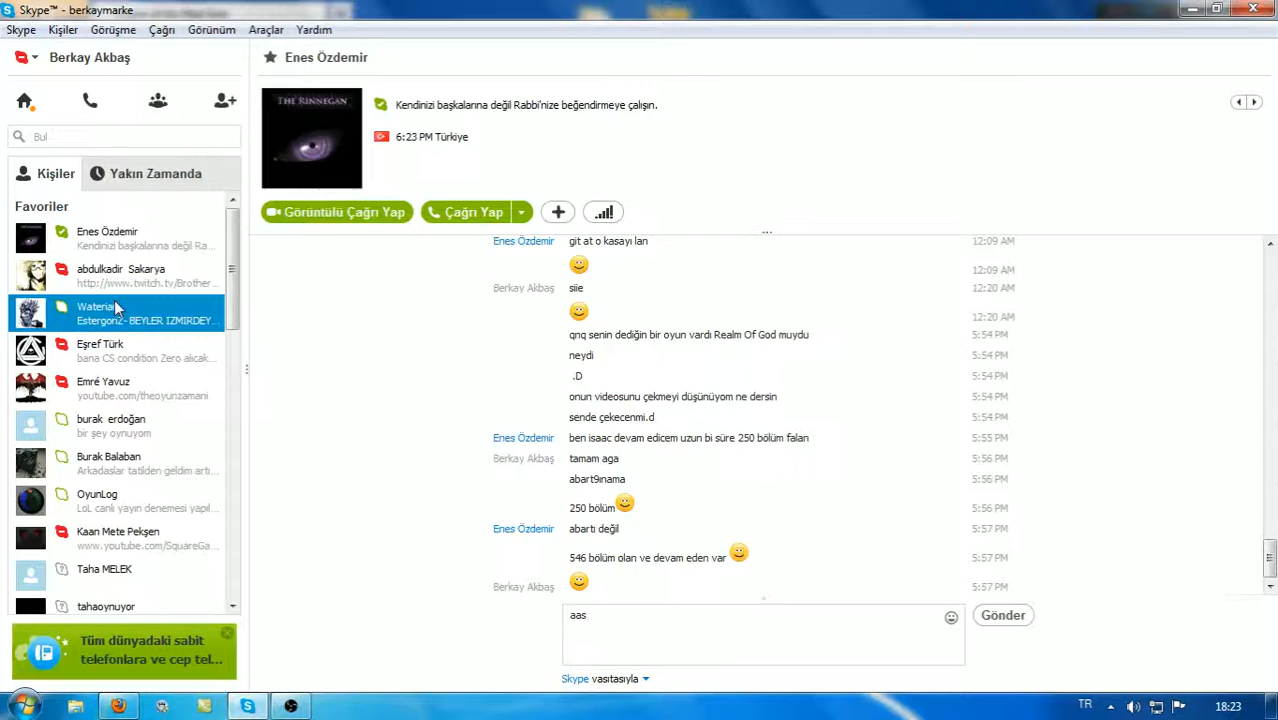 Skype™ - berkaymarke
Skype Kişiler Görüşme Çağrı Görünüm Araçlar Yardım
Berkay Akbaş
Bul
Kişiler Yakın Zamanda
Favoriler
Enes Özdemir
Kendinizi başkalarına değil Ra...
abdulkadir Sakarya
http://www.twitch.tv/Brother...
Estergon2- BEYLER IZMIRDEY...
Eşref Türk
bana CS condition Zero alıcak...
Emré Yavuz
youtube.com/theoyunzamani
burak erdoğan
bir şey oynuyom
Burak Balaban
Arkadaslar tatilden geldim artı...
OyunLog
LoL canlı yayın denemesi yapıl...
Kaan Mete Pekşen
www.youtube.com/SquareGa...
Taha MELEK
tahaoynuyor
Tüm dünyadaki sabit
telefonlara ve cep tel...
Enes Özdemir
THE RINNEGAN
Kendinizi başkalarına değil Rabbi'nize beğendirmeye çalışın.
6:23 PM Türkiye
Görüntülü Çağrı Yap Çağrı Yap
Enes Özdemir git at o kasayı lan 12:09 AM
12:09 AM
Berkay Akbaş siie 12:20 AM
12:20 AM
qnq senin dediğin bir oyun vardı Realm Of God muydu 5:54 PM
neydi 5:54 PM
.D 5:54 PM
onun videosunu çekmeyi düşünüyom ne dersin 5:54 PM
sende çekecenmi.d 5:54 PM
Enes Özdemir ben isaac devam edicem uzun bi süre 250 bölüm falan 5:55 PM
Berkay Akbaş tamam aga 5:56 PM
abart9ınama 5:56 PM
250 bölüm 5:56 PM
Enes Özdemir abartı değil 5:57 PM
546 bölüm olan ve devam eden var 5:57 PM
Berkay Akbaş 5:57 PM
aas
Gönder
Skype vasıtasıyla
TR 18:23